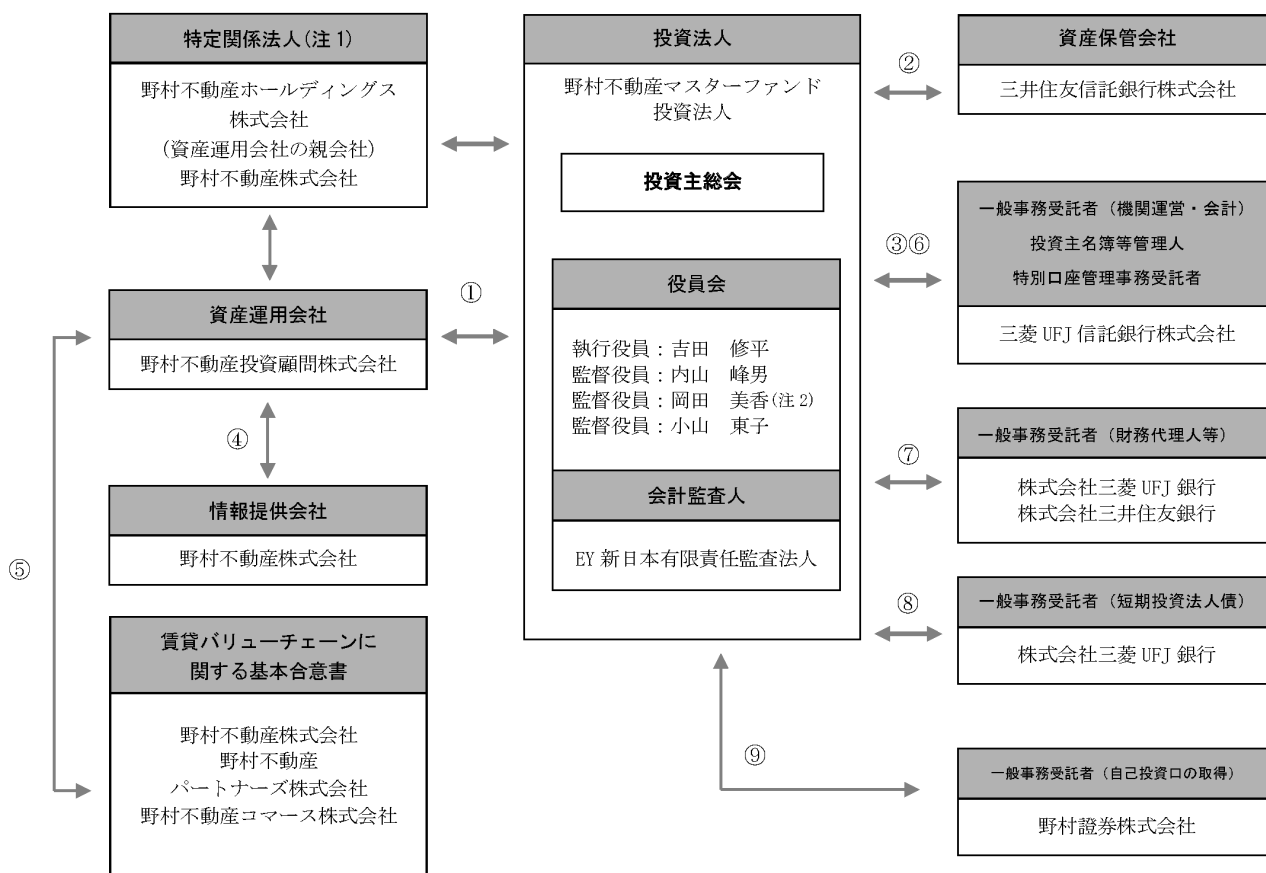 特定関係法人(注1)
野村不動産ホールディングス
株式会社
(資産運用会社の親会社)
野村不動産株式会社
資産運用会社
野村不動産投資顧問株式会社
④
情報提供会社
野村不動産株式会社
⑤
賃貸バリューチェーンに
関する基本合意書
野村不動産株式会社
野村不動産
パートナーズ株式会社
野村不動産コマース株式会社
①
投資法人
野村不動産マスターファンド
投資法人
投資主総会
役員会
執行役員:吉田 修平
監督役員:内山 峰男
監督役員:岡田 美香(注2)
監督役員:小山 東子
会計監査人
EY 新日本有限責任監査法人
②
資産保管会社
三井住友信託銀行株式会社
③⑥
一般事務受託者(機関運営・会計)
投資主名簿等管理人
特別口座管理事務受託者
三菱 UFJ 信託銀行株式会社
⑦
一般事務受託者(財務代理人等)
株式会社三菱 UFJ 銀行
株式会社三井住友銀行
⑧
一般事務受託者(短期投資法人債)
株式会社三菱 UFJ 銀行
⑨
一般事務受託者(自己投資口の取得)
野村證券株式会社